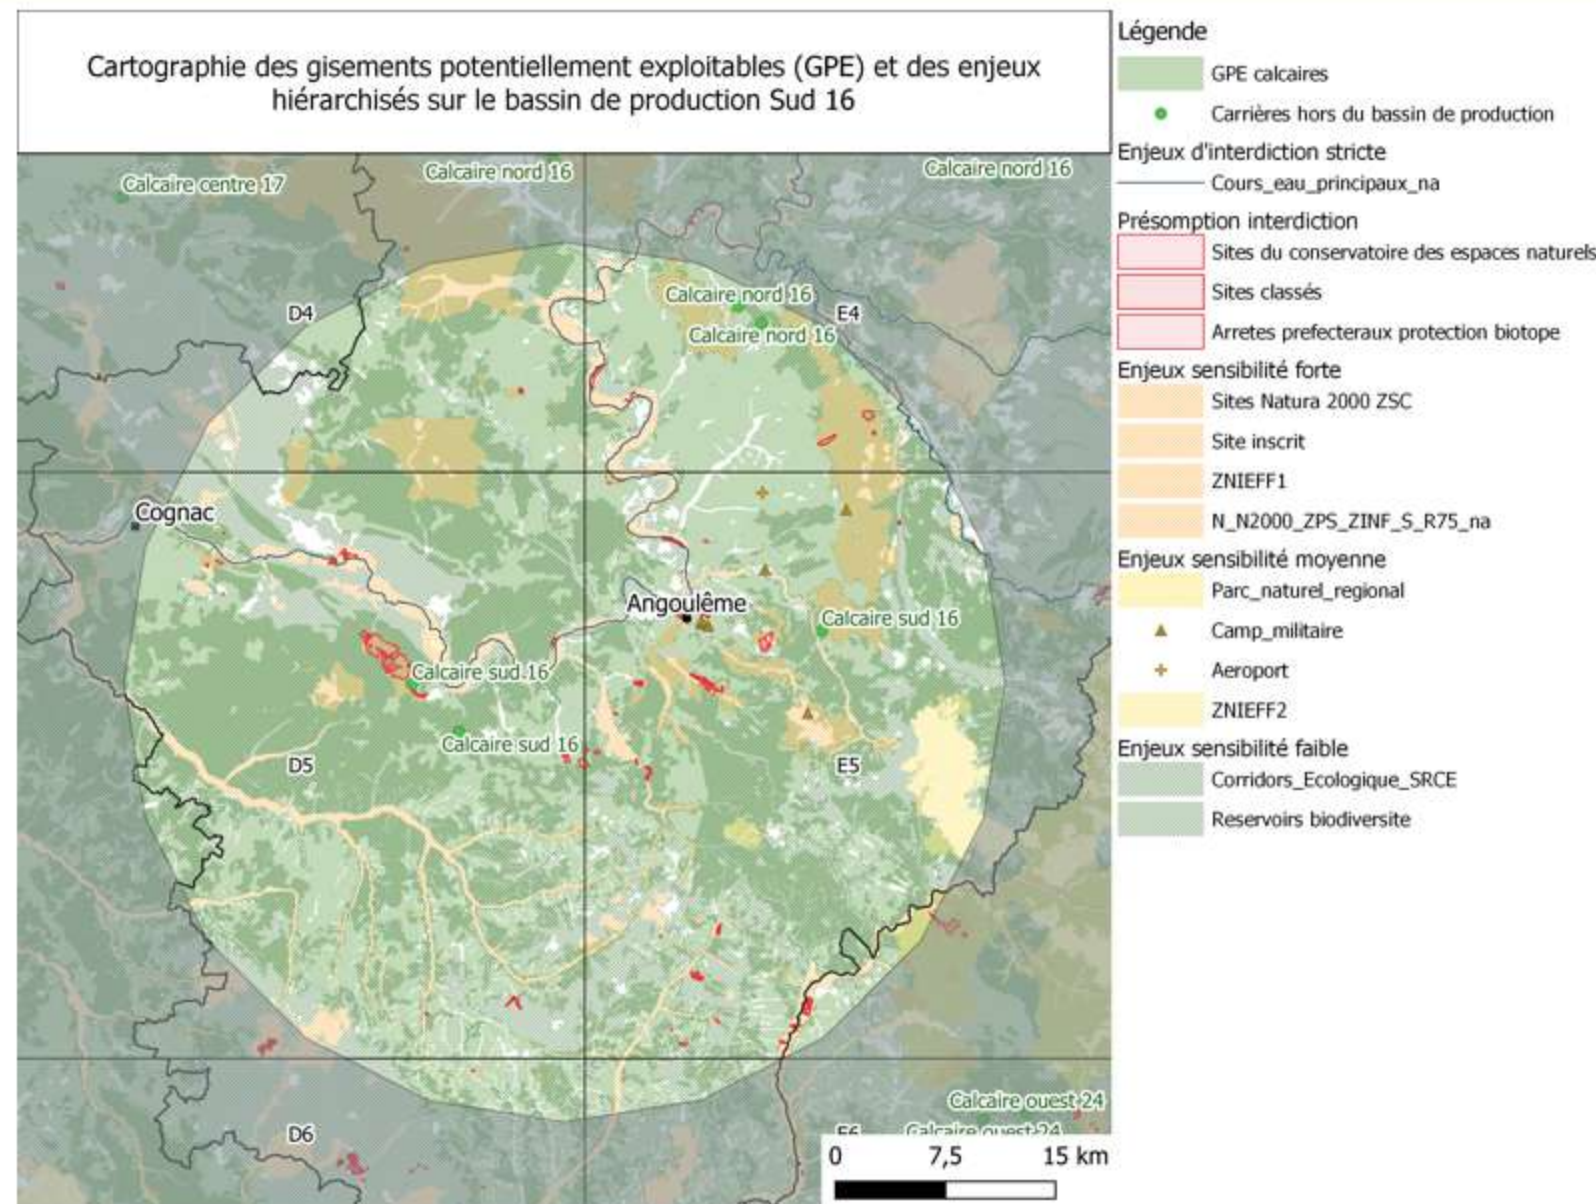 Cartographie des gisements potentiellement exploitables (GPE) et des enjeux
hiérarchisés sur le bassin de production Sud 16
Calcaire centre 17
Calcaire nord 16
Calcaire nord 16
D4
Calcaire nord 16
E4
Calcaire nord 16
Cognac
Angoulême
Calcaire sud 16
Calcaire sud 16
Calcaire sud 16
D5
E5
Calcaire ouest 24
Calcaire ouest 24
D6
E6
0 7,5 15 km
Légende
GPE calcaires
Carrières hors du bassin de production
Enjeux d'interdiction stricte
Cours_eau_principaux_na
Présomption interdiction
Sites du conservatoire des espaces naturels
Sites classés
Arretes prefecteraux protection biotope
Enjeux sensibilité forte
Sites Natura 2000 ZSC
Site inscrit
ZNIEFF1
N_N2000_ZPS_ZINF_S_R75_na
Enjeux sensibilité moyenne
Parc_naturel_regional
Camp_militaire
Aeroport
ZNIEFF2
Enjeux sensibilité faible
Corridors_Ecologique_SRCE
Reservoirs biodiversite